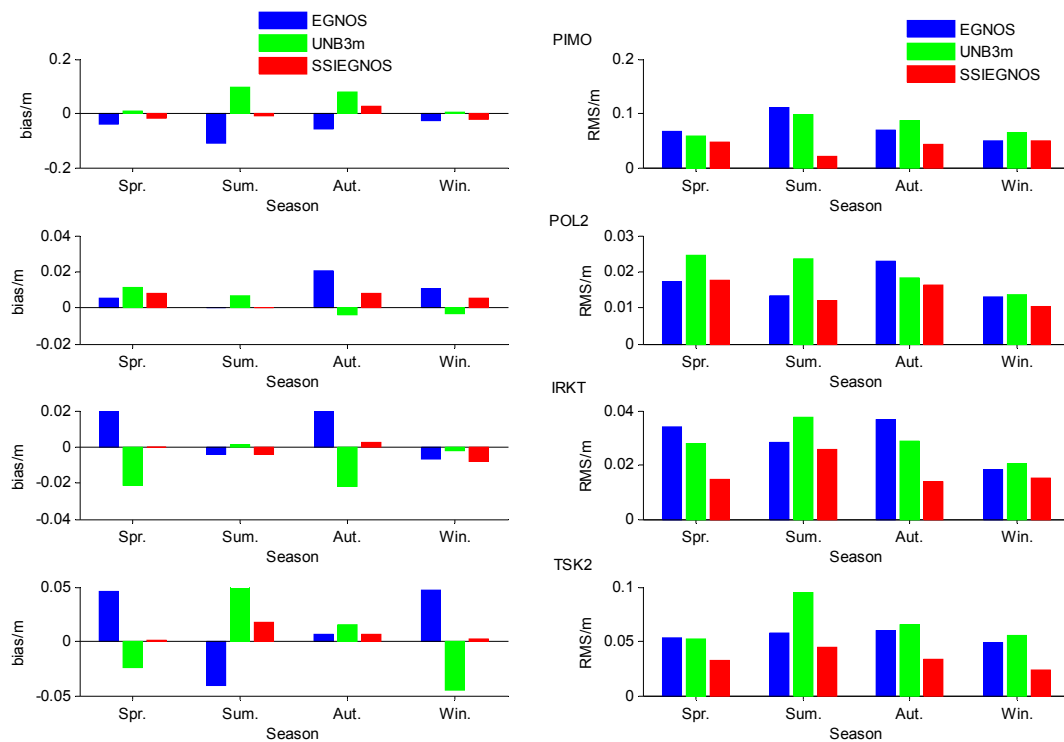 EGNOS
UNB3m
SSIEGNOS
PIMO
EGNOS
UNB3m
SSIEGNOS
bias/m
0.2
0
-0.2
Spr. Sum. Aut. Win.
Season
RMS/m
0.2
0.1
0
Spr. Sum. Aut. Win.
Season
POL2
bias/m
0.04
0.02
0
-0.02
Spr. Sum. Aut. Win.
Season
RMS/m
0.03
0.02
0.01
0
Spr. Sum. Aut. Win.
Season
IRKT
bias/m
0.02
0
-0.02
-0.04
Spr. Sum. Aut. Win.
Season
RMS/m
0.04
0.02
0
Spr. Sum. Aut. Win.
Season
TSK2
bias/m
0.05
0
-0.05
Spr. Sum. Aut. Win.
Season
RMS/m
0.1
0.05
0
Spr. Sum. Aut. Win.
Season